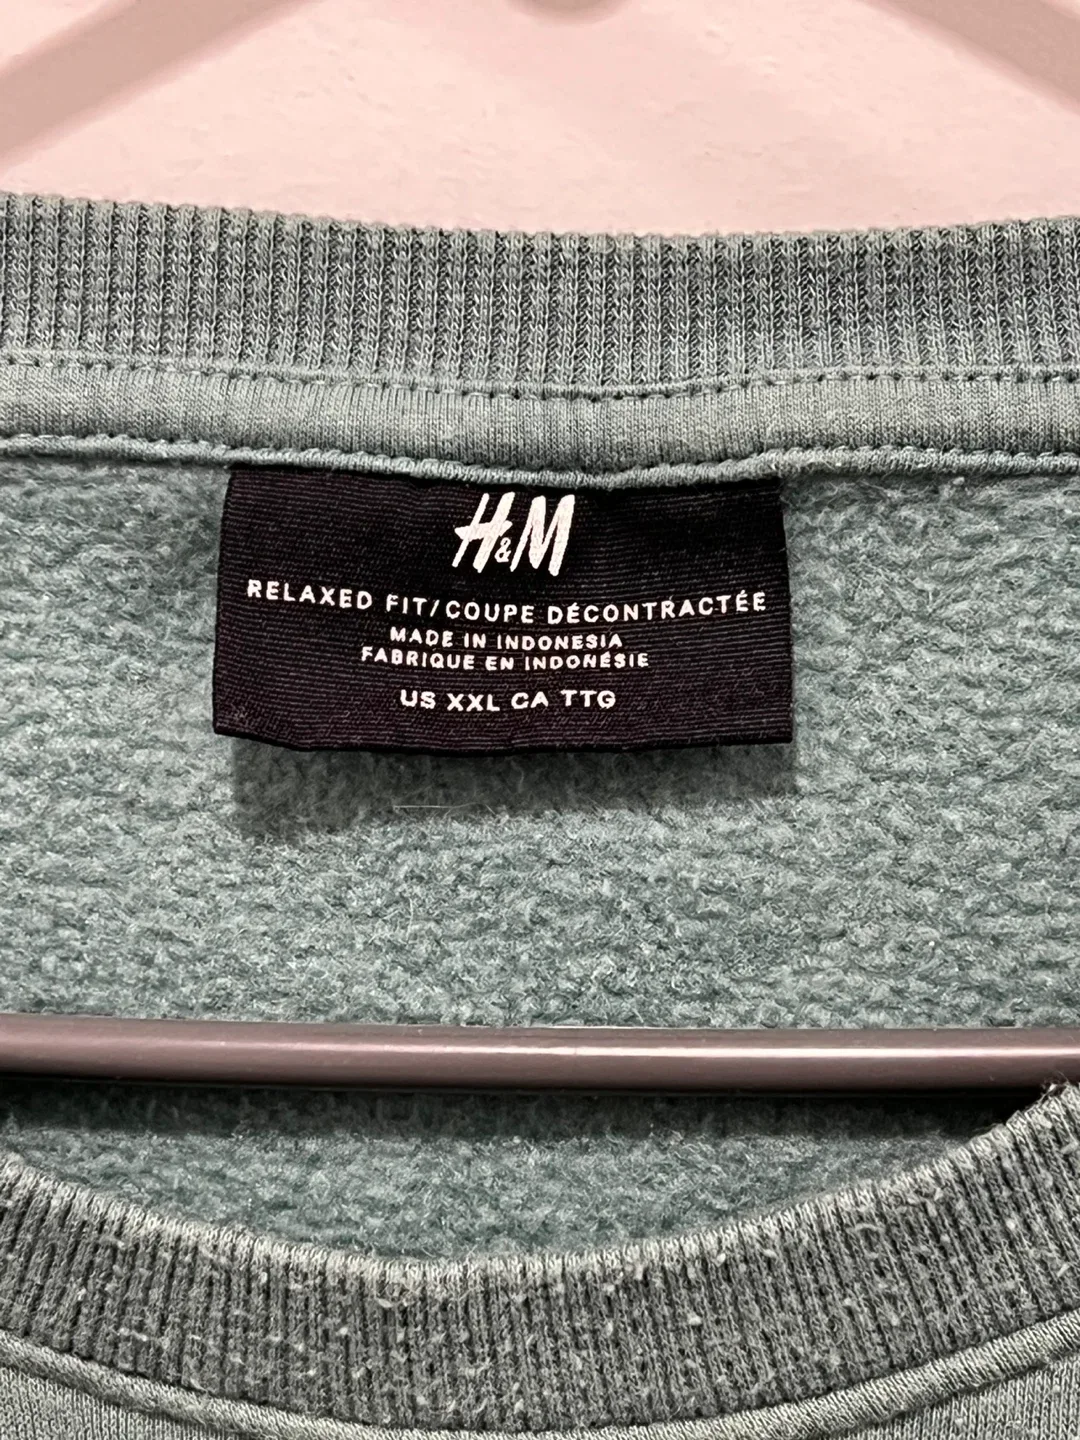 H&M
RELAXED FIT/COUPE DÉCONTRACTÉE
MADE IN INDONESIA
FABRIQUE EN INDONÉSIE
US XXL CA TTG